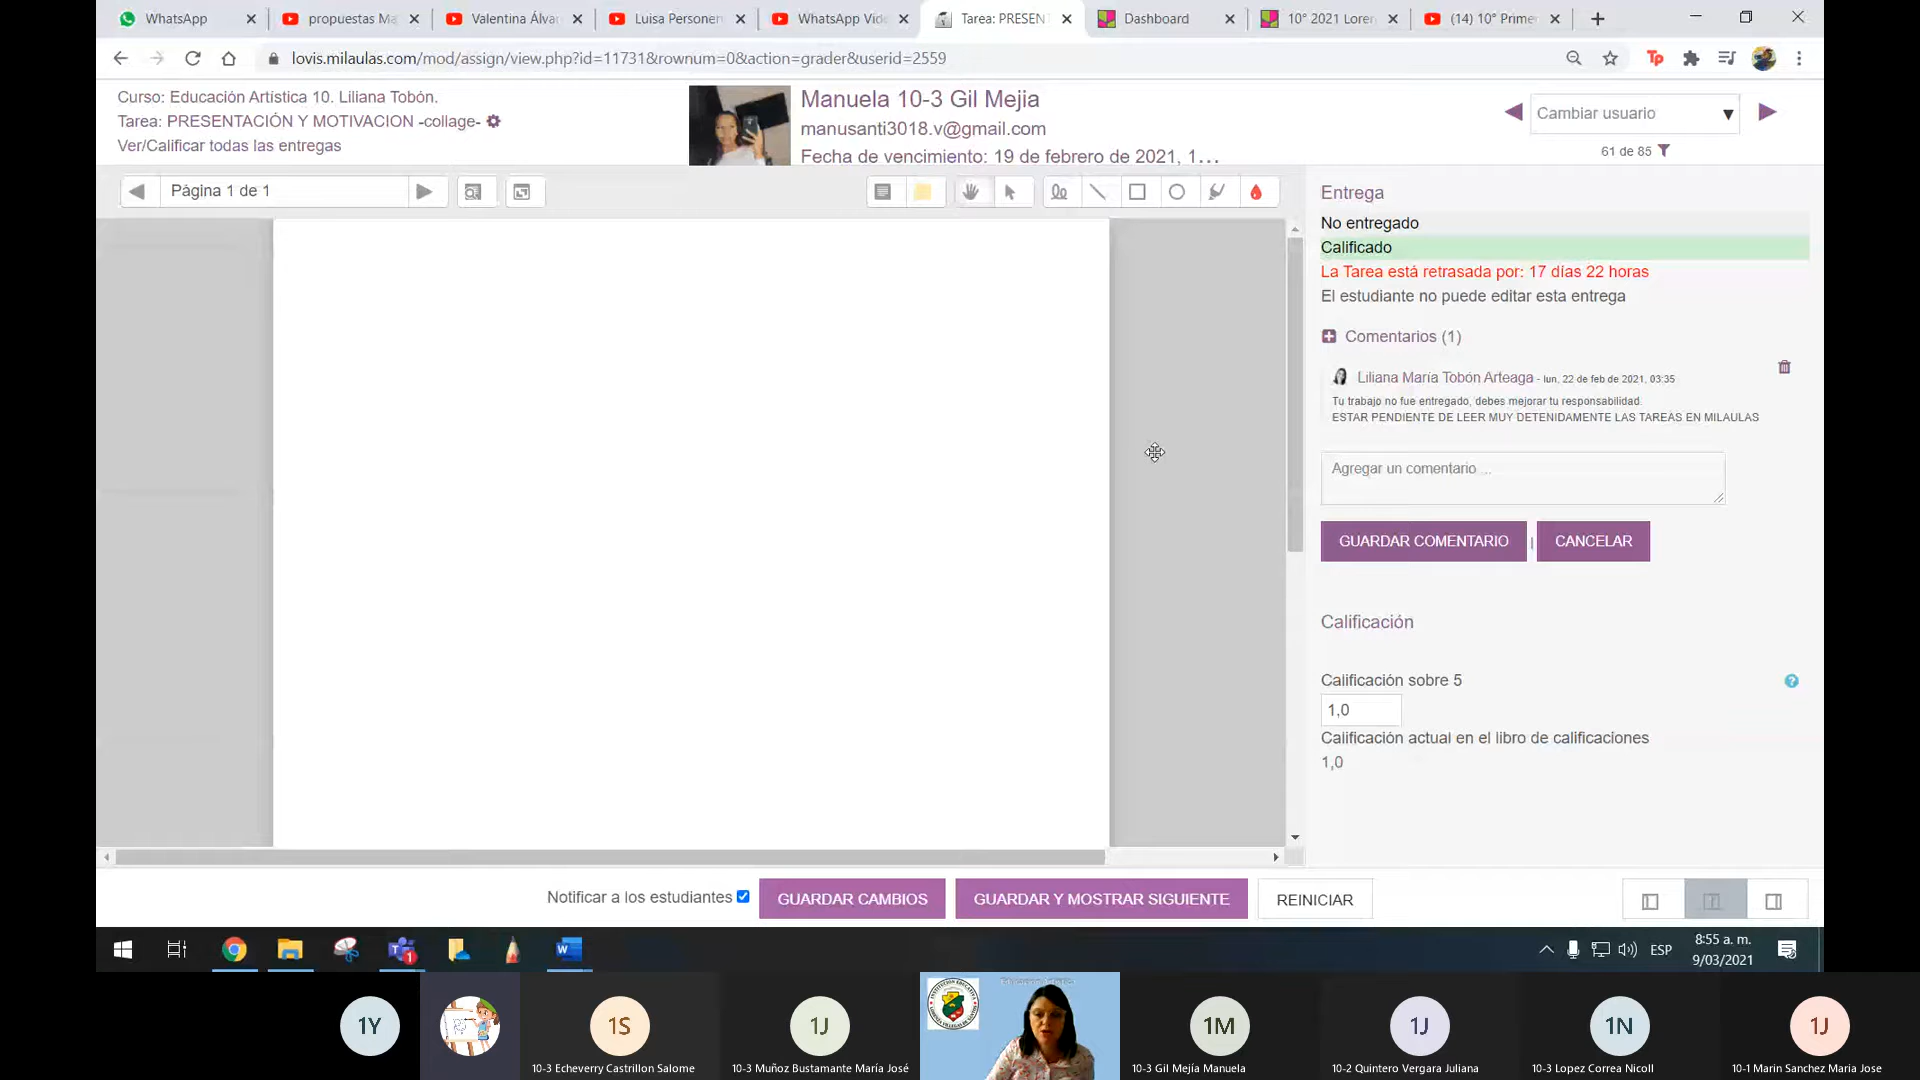 WhatsApp
propuestas Ma
Valentina Álva
Luisa Personer
WhatsApp Vide
Tarea: PRESEN
Dashboard
10° 2021 Loren
(14) 10° Prime
lovis.milaulas.com/mod/assign/view.php?id=11731&rownum=0&action=grader&userid=2559
Curso: Educación Artística 10. Liliana Tobón.
Tarea: PRESENTACIÓN Y MOTIVACION -collage-
Ver/Calificar todas las entregas
Manuela 10-3 Gil Mejia
manusanti3018.v@gmail.com
Fecha de vencimiento: 19 de febrero de 2021, 1...
Cambiar usuario
61 de 85
Página 1 de 1
Entrega
No entregado
Calificado
La Tarea está retrasada por: 17 días 22 horas
El estudiante no puede editar esta entrega
Comentarios (1)
Liliana María Tobón Arteaga - lun, 22 de feb de 2021, 03:35
Tu trabajo no fue entregado, debes mejorar tu responsabilidad.
ESTAR PENDIENTE DE LEER MUY DETENIDAMENTE LAS TAREAS EN MILAULAS
Agregar un comentario ...
GUARDAR COMENTARIO | CANCELAR
Calificación
Calificación sobre 5
1,0
Calificación actual en el libro de calificaciones
1,0
Notificar a los estudiantes
GUARDAR CAMBIOS
GUARDAR Y MOSTRAR SIGUIENTE
REINICIAR
ESP
8:55 a. m.
9/03/2021
1Y
1S
1J
1M
1J
1N
1J
10-3 Echeverry Castrillon Salome
10-3 Muñoz Bustamante María José
10-3 Gil Mejía Manuela
10-2 Quintero Vergara Juliana
10-3 Lopez Correa Nicoll
10-1 Marin Sanchez Maria Jose